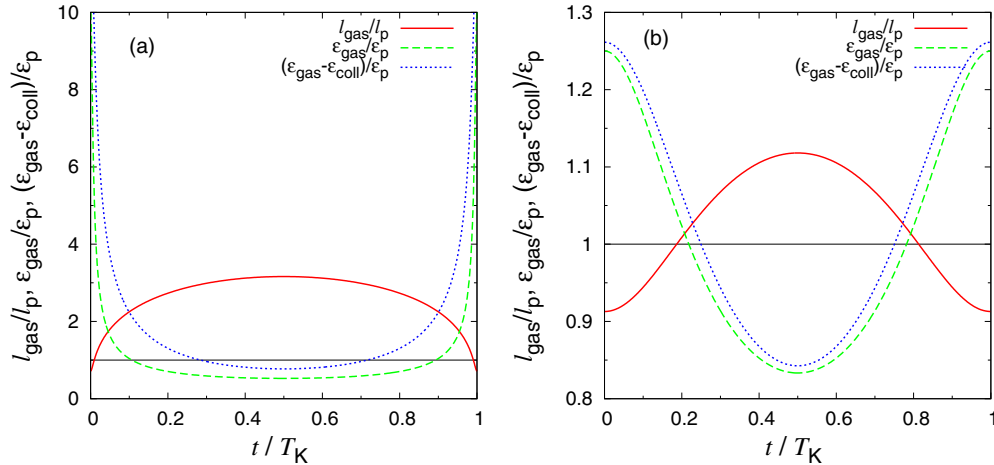 (a)
l_gas/l_p
ε_gas/ε_p
(ε_gas-ε_coll)/ε_p
l_gas/l_p, ε_gas/ε_p, (ε_gas-ε_coll)/ε_p
10
8
6
4
2
0
0 0.2 0.4 0.6 0.8 1
t / T_K
(b)
l_gas/l_p
ε_gas/ε_p
(ε_gas-ε_coll)/ε_p
l_gas/l_p, ε_gas/ε_p, (ε_gas-ε_coll)/ε_p
1.3
1.2
1.1
1
0.9
0.8
0 0.2 0.4 0.6 0.8 1
t / T_K